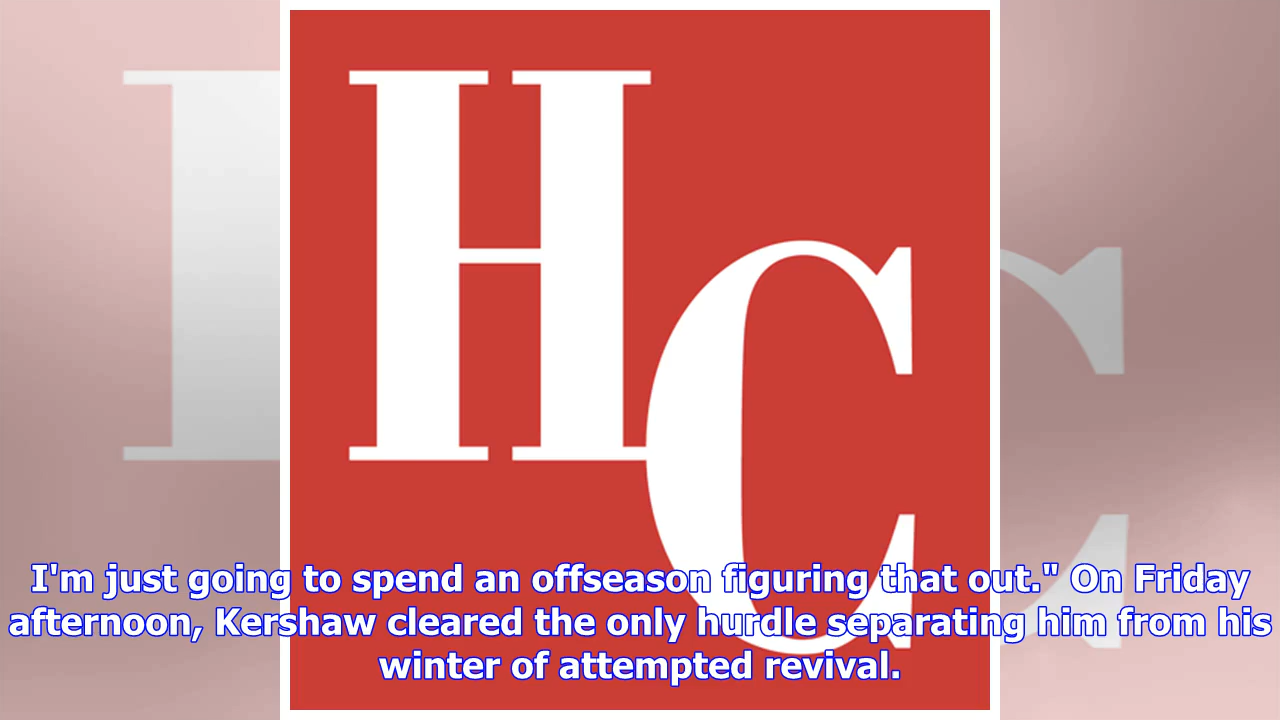 HC
I'm just going to spend an offseason figuring that out." On Friday
afternoon, Kershaw cleared the only hurdle separating him from his
winter of attempted revival.